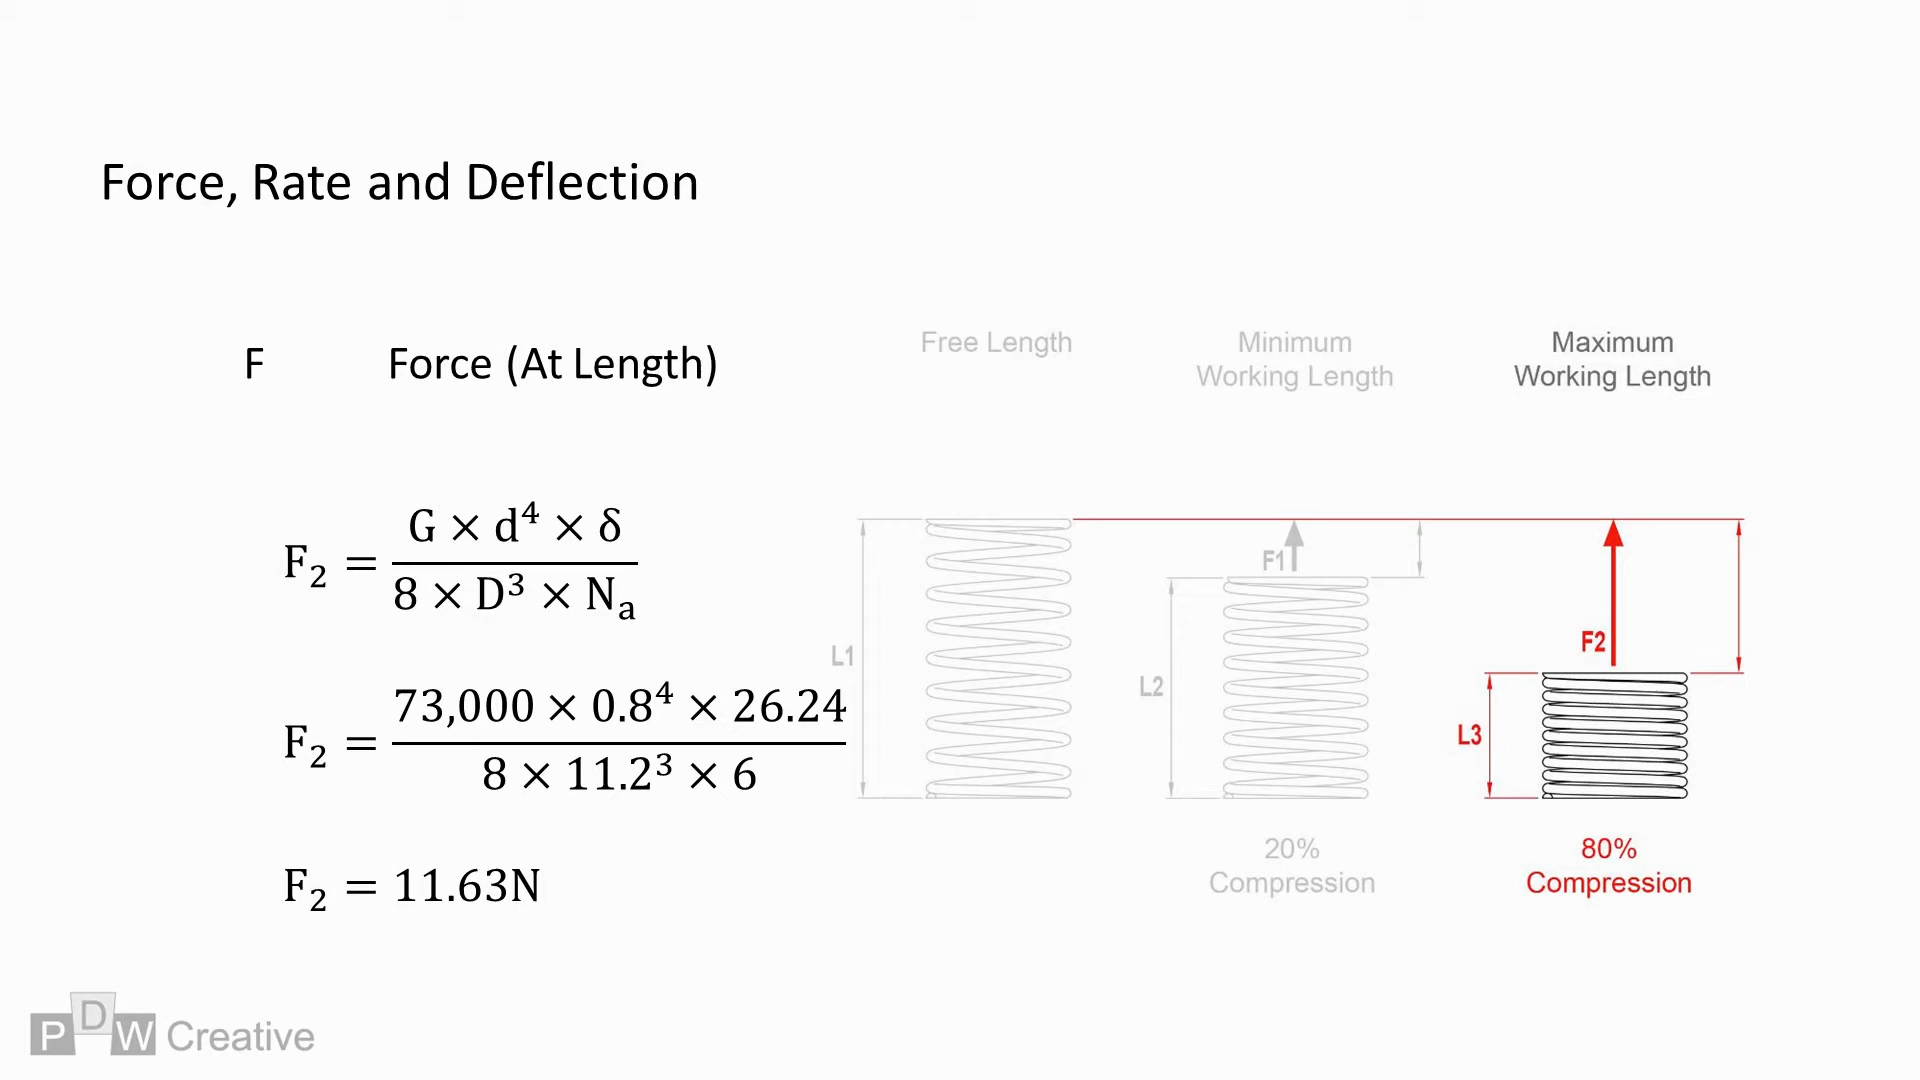 Force, Rate and Deflection
F Force (At Length)
F₂ = (G × d⁴ × δ) / (8 × D³ × Nₐ)
F₂ = (73,000 × 0.8⁴ × 26.24) / (8 × 11.2³ × 6)
F₂ = 11.63N
Free Length
Minimum
Working Length
Maximum
Working Length
L1
F1
L2
F2
L3
20%
Compression
80%
Compression
PDW Creative